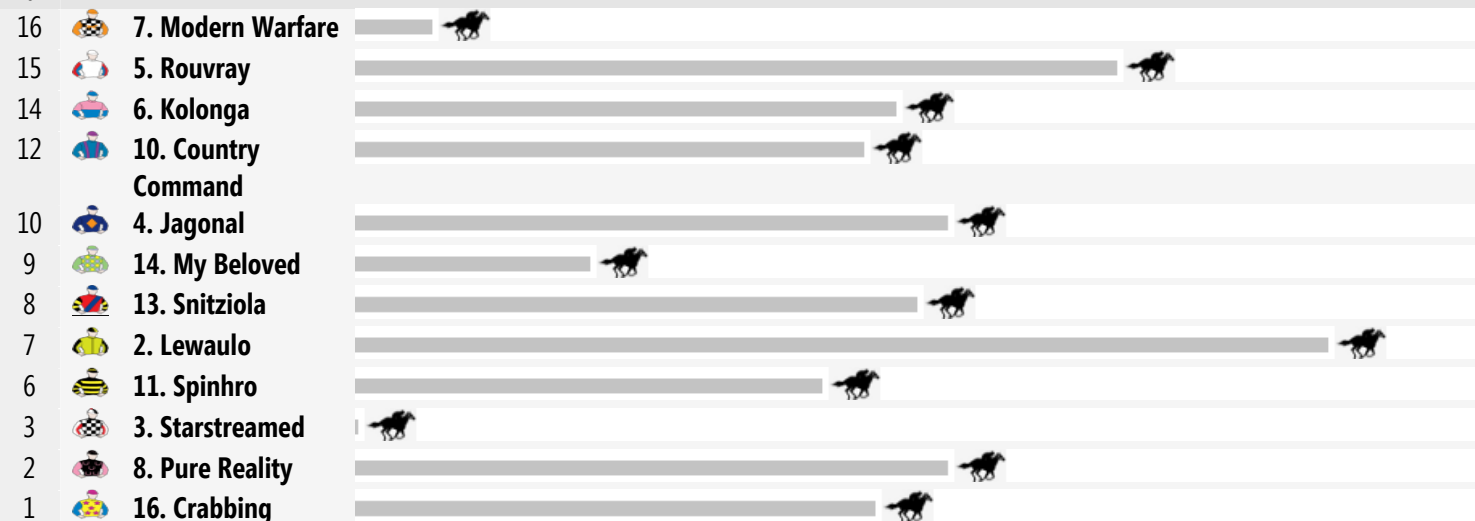 16 7. Modern Warfare
15 5. Rouvray
14 6. Kolonga
12 10. Country
Command
10 4. Jagonal
9 14. My Beloved
8 13. Snitziola
7 2. Lewaulo
6 11. Spinhro
3 3. Starstreamed
2 8. Pure Reality
1 16. Crabbing